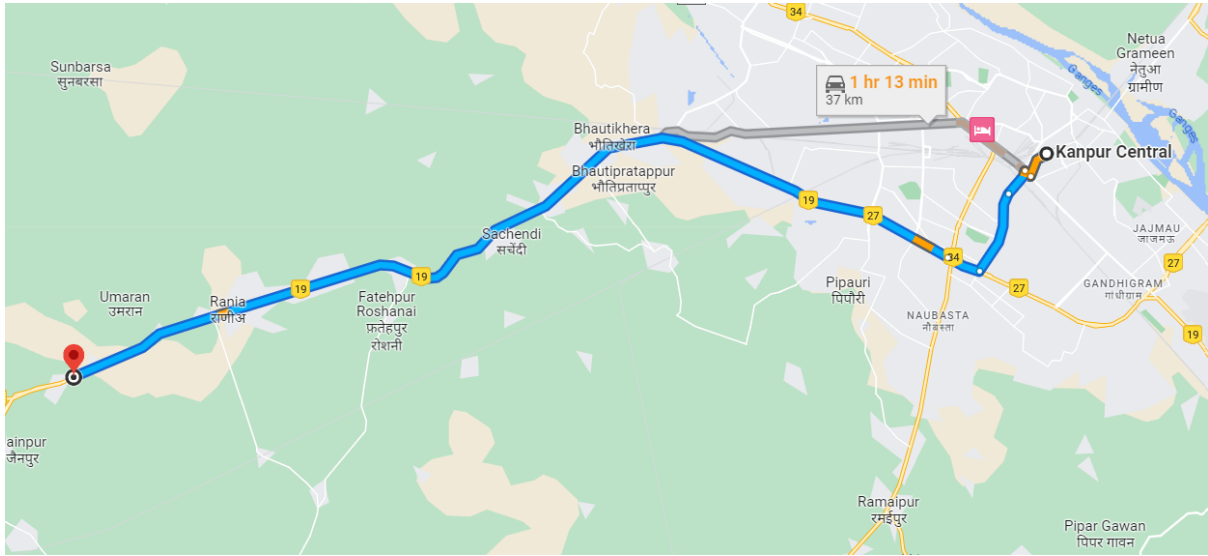 34
Netua
Grameen
नेतुआ
ग्रामीण
Sunbarsa
सुनबरसा
Ganges
1 hr 13 min
37 km
Ganges
Bhautikhera
भौतिखेरा
Kanpur Central
Bhautipratappur
भौतिप्रताप्पुर
19
27
JAJMAU
जाजमऊ
Sachendi
सचेंदी
34
27
19
19
Pipauri
पिपौरी
27
GANDHIGRAM
गांधीग्राम
Umaran
उमरान
Rania
राणीअ
Fatehpur
Roshanai
फ़तेहपुर
रोशनी
NAUBASTA
नौबस्ता
19
ainpur
जैनपुर
Ramaipur
रमईपुर
Pipar Gawan
पिपर गावन